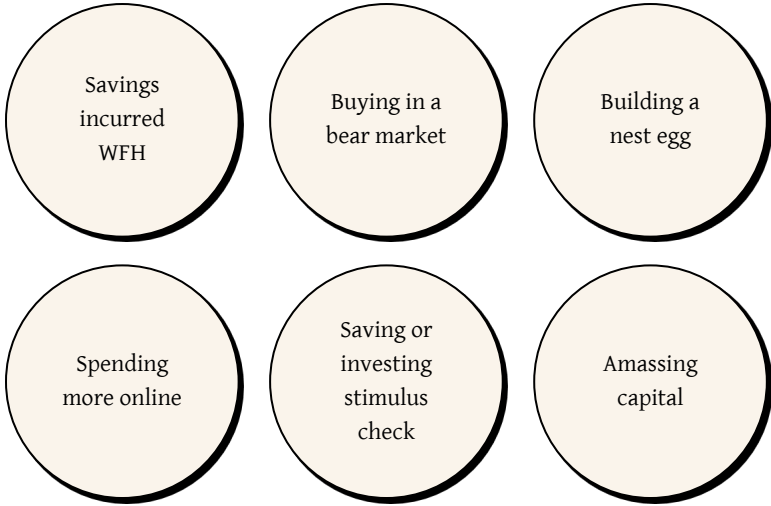 Savings
incurred
WFH
Buying in a
bear market
Building a
nest egg
Spending
more online
Saving or
investing
stimulus
check
Amassing
capital